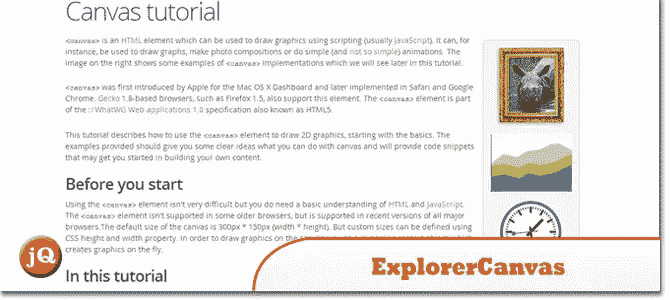 Canvas tutorial
<canvas> is an HTML element which can be used to draw graphics using scripting (usually JavaScript). It can, for
instance, be used to draw graphs, make photo compositions or do simple (and not so simple) animations. The
image on the right shows some examples of <canvas> implementations which we will see later in this tutorial.
<canvas> was first introduced by Apple for the Mac OS X Dashboard and later implemented in Safari and Google
Chrome. Gecko 1.8-based browsers, such as Firefox 1.5, also support this element. The <canvas> element is part
of the WhatWG Web applications 1.0 specification also known as HTML5.
This tutorial describes how to use the <canvas> element to draw 2D graphics, starting with the basics. The
examples provided should give you some clear ideas what you can do with canvas and will provide code snippets
that may get you started in building your own content.
Before you start
Using the <canvas> element isn't very difficult but you do need a basic understanding of HTML and JavaScript.
The <canvas> element isn't supported in some older browsers, but is supported in recent versions of all major
browsers.The default size of the canvas is 300px * 150px (width * height). But custom sizes can be defined using
CSS height and width property. In order to draw graphics on the
creates graphics on the fly.
jQ
ExplorerCanvas
In this tutorial